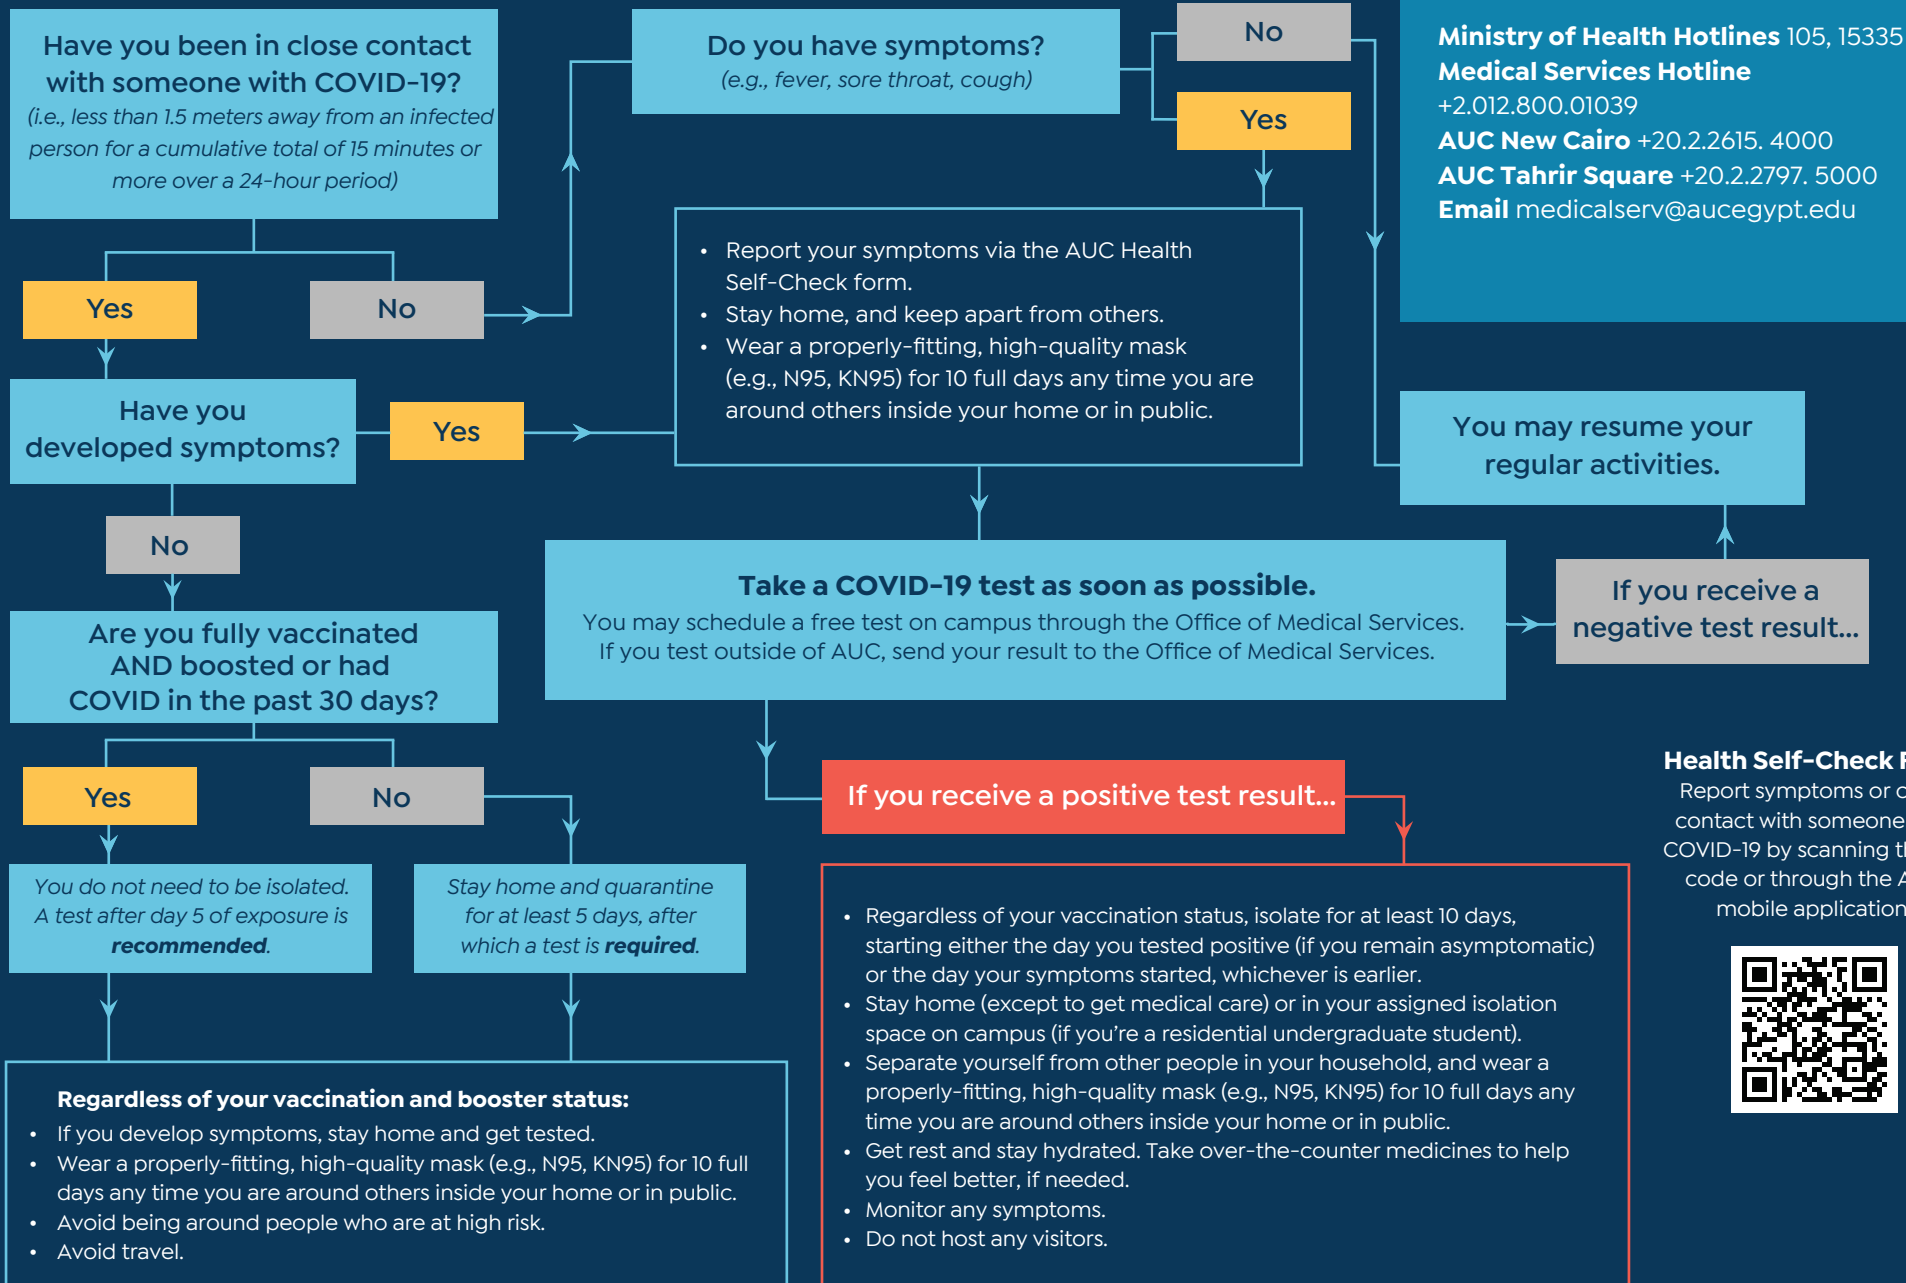 Have you been in close contact
with someone with COVID-19?
(i.e., less than 1.5 meters away from an infected
person for a cumulative total of 15 minutes or
more over a 24-hour period)
Yes
No
Do you have symptoms?
(e.g., fever, sore throat, cough)
No
Yes
Ministry of Health Hotlines 105, 15335
Medical Services Hotline
+2.012.800.01039
AUC New Cairo +20.2.2615. 4000
AUC Tahrir Square +20.2.2797. 5000
Email medicalserv@aucegypt.edu
• Report your symptoms via the AUC Health
Self-Check form.
• Stay home, and keep apart from others.
• Wear a properly-fitting, high-quality mask
(e.g., N95, KN95) for 10 full days any time you are
around others inside your home or in public.
Have you
developed symptoms?
Yes
No
You may resume your
regular activities.
Take a COVID-19 test as soon as possible.
You may schedule a free test on campus through the Office of Medical Services.
If you test outside of AUC, send your result to the Office of Medical Services.
If you receive a
negative test result...
Are you fully vaccinated
AND boosted or had
COVID in the past 30 days?
Yes
No
You do not need to be isolated.
A test after day 5 of exposure is
recommended.
Stay home and quarantine
for at least 5 days, after
which a test is required.
Regardless of your vaccination and booster status:
• If you develop symptoms, stay home and get tested.
• Wear a properly-fitting, high-quality mask (e.g., N95, KN95) for 10 full
days any time you are around others inside your home or in public.
• Avoid being around people who are at high risk.
• Avoid travel.
If you receive a positive test result...
• Regardless of your vaccination status, isolate for at least 10 days,
starting either the day you tested positive (if you remain asymptomatic)
or the day your symptoms started, whichever is earlier.
• Stay home (except to get medical care) or in your assigned isolation
space on campus (if you’re a residential undergraduate student).
• Separate yourself from other people in your household, and wear a
properly-fitting, high-quality mask (e.g., N95, KN95) for 10 full days any
time you are around others inside your home or in public.
• Get rest and stay hydrated. Take over-the-counter medicines to help
you feel better, if needed.
• Monitor any symptoms.
• Do not host any visitors.
Health Self-Check
Report symptoms or
contact with someone
COVID-19 by scanning
code or through the
mobile application